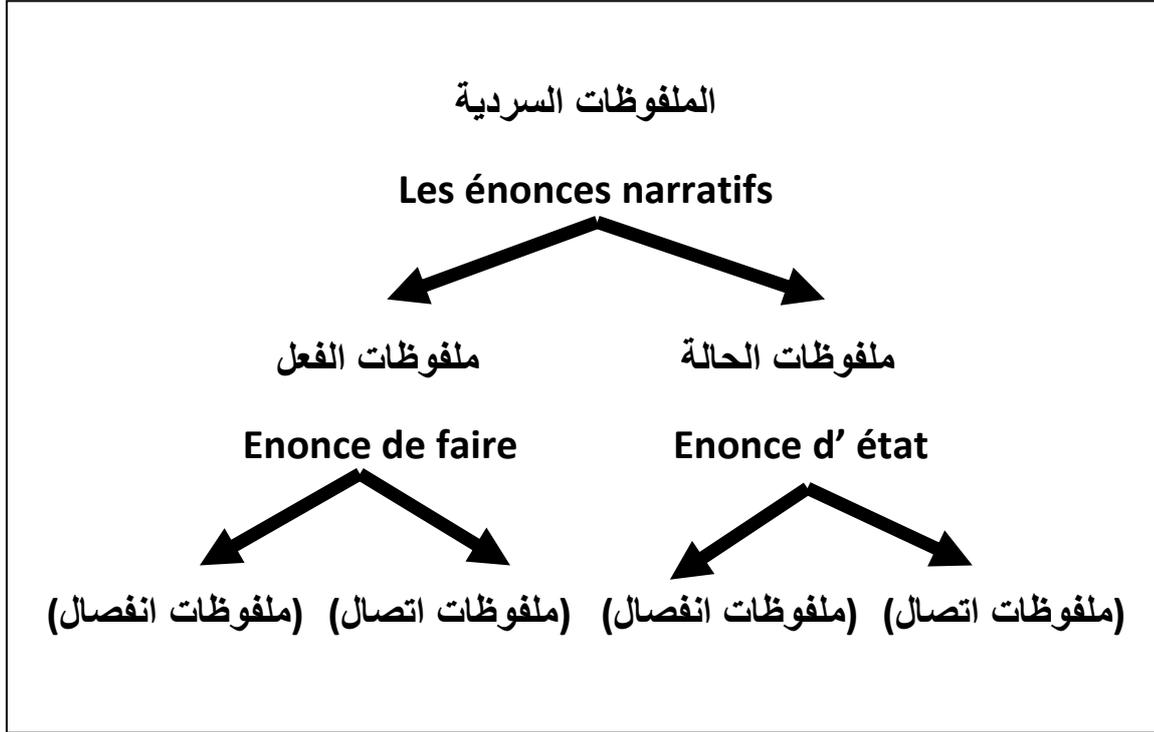 الملفوظات السردية
Les énonces narratifs
ملفوظات الحالة ملفوظات الفعل
Enonce de faire Enonce d’ état
(ملفوظات اتصال) (ملفوظات انفصال) (ملفوظات اتصال) (ملفوظات انفصال)